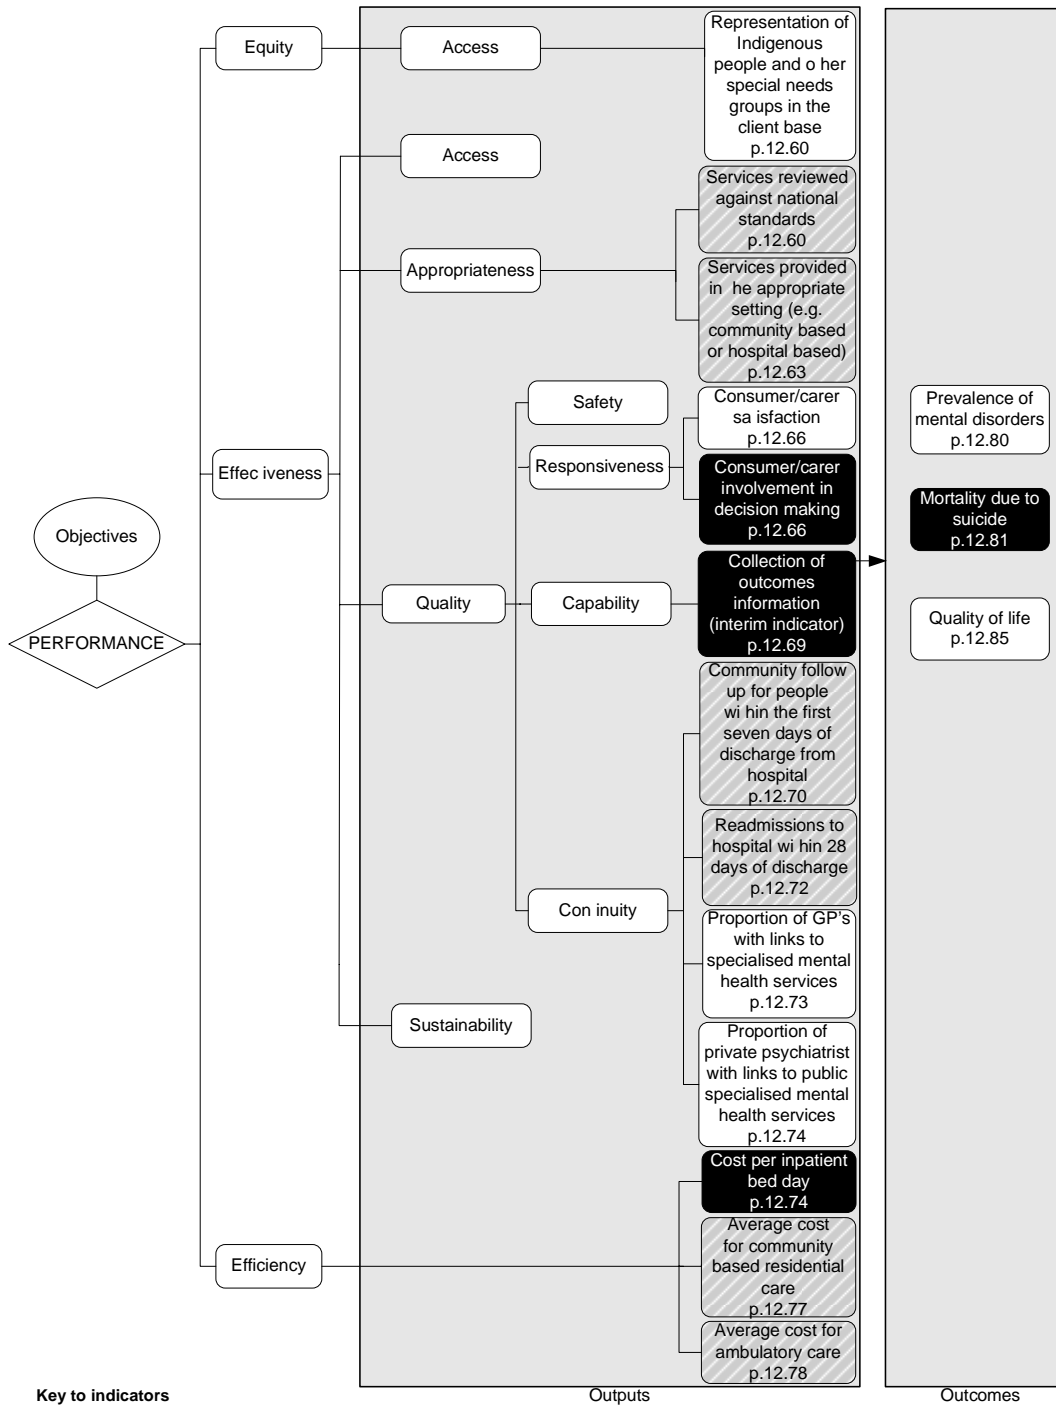 Equity
Access
Representation of
Indigenous
people and o her
special needs
groups in the
client base
p.12.60
Access
Services reviewed
against national
standards
p.12.60
Appropriateness
Services provided
in he appropriate
setting (e.g.
community based
or hospital based)
p.12.63
Safety
Consumer/carer
sa isfaction
p.12.66
Effec iveness
Responsiveness
Consumer/carer
involvement in
decision making
p.12.66
Objectives
PERFORMANCE
Quality
Capability
Collection of
outcomes
information
(interim indicator)
p.12.69
Community follow
up for people
wi hin the first
seven days of
discharge from
hospital
p.12.70
Readmissions to
hospital wi hin 28
days of discharge
p.12.72
Con inuity
Proportion of GP's
with links to
specialised mental
health services
p.12.73
Sustainability
Proportion of
private psychiatrist
with links to public
specialised mental
health services
p.12.74
Cost per inpatient
bed day
p.12.74
Efficiency
Average cost
for community
based residential
care
p.12.77
Average cost for
ambulatory care
p.12.78
Prevalence of
mental disorders
p.12.80
Mortality due to
suicide
p.12.81
Quality of life
p.12.85
Key to indicators
Outputs
Outcomes